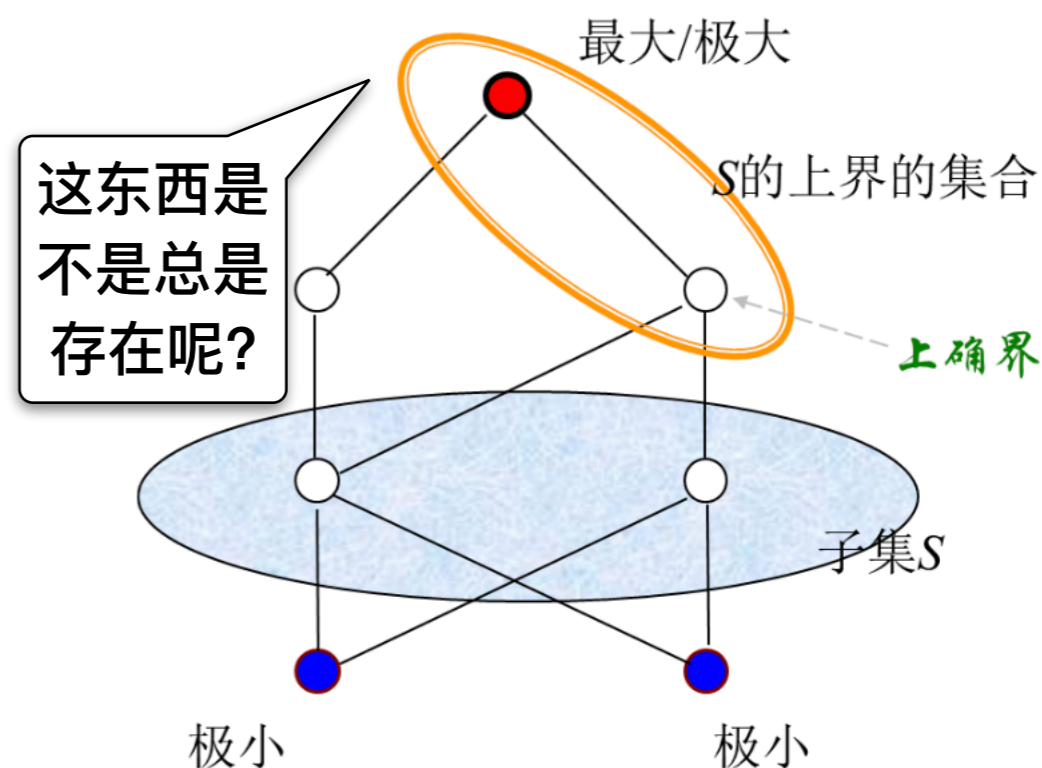 最大/极大
S的上界的集合
这东西是
不是总是
存在呢?
上确界
子集S
极小
极小